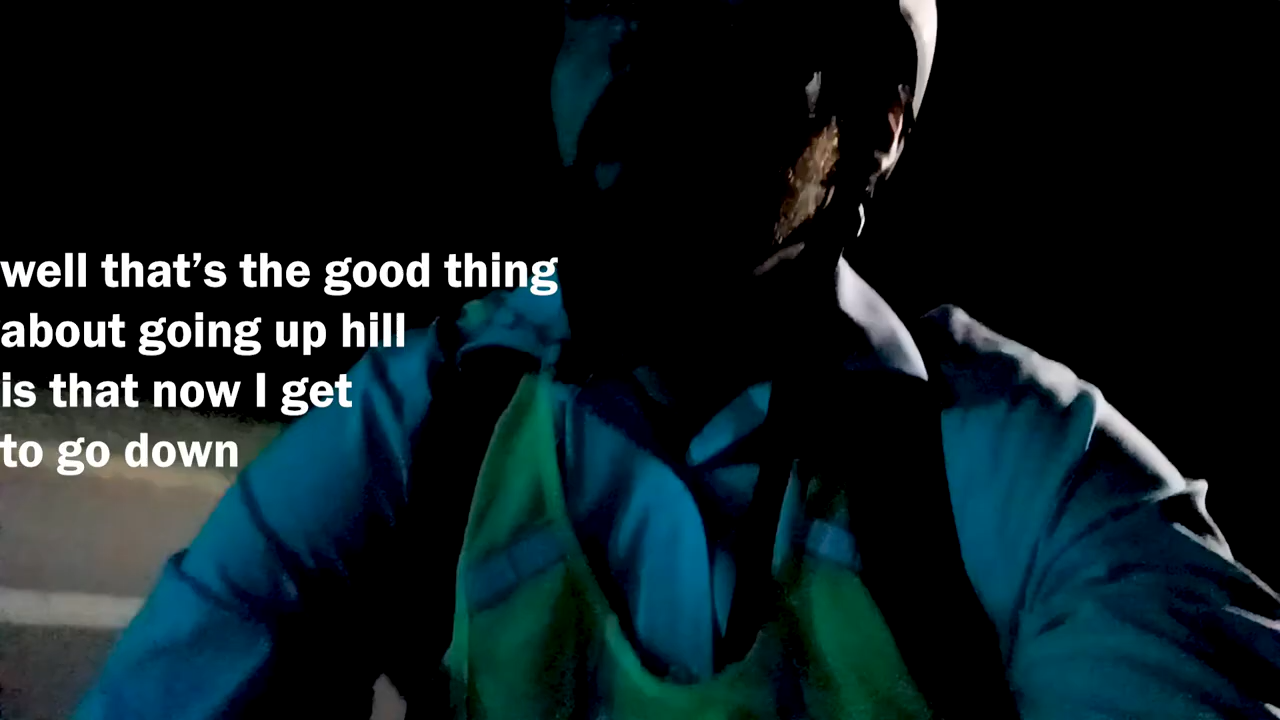 well that’s the good thing
about going up hill
is that now I get
to go down